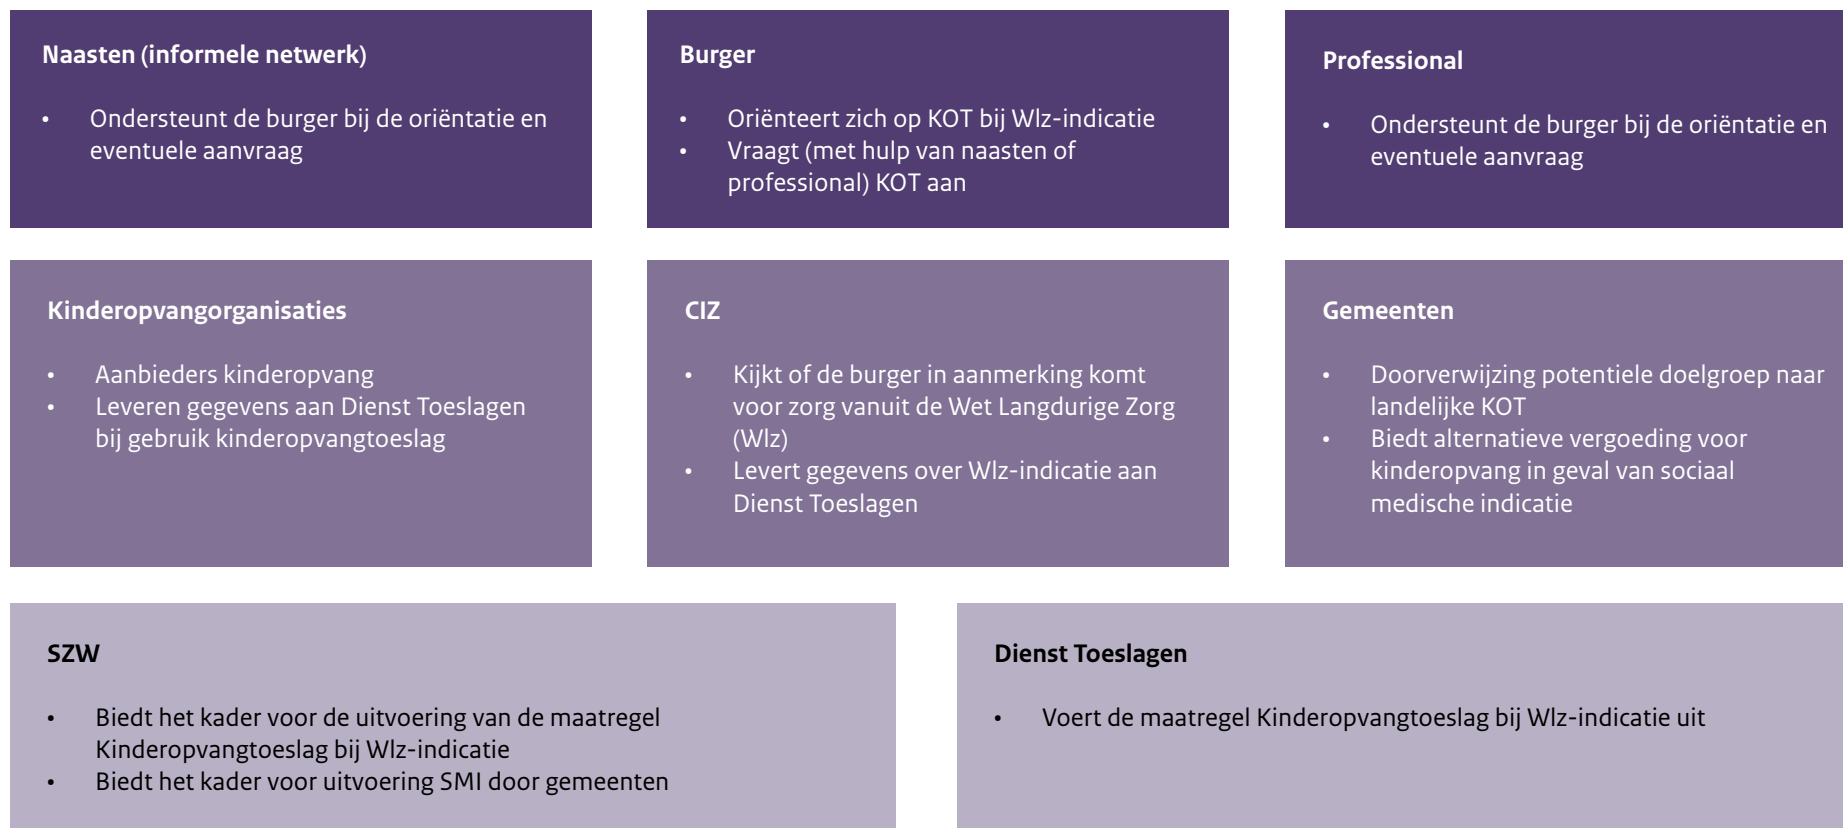 Naasten (informele netwerk)
• Ondersteunt de burger bij de oriëntatie en
eventuele aanvraag
Burger
• Oriënteert zich op KOT bij Wlz-indicatie
• Vraagt (met hulp van naasten of
professional) KOT aan
Professional
• Ondersteunt de burger bij de oriëntatie en
eventuele aanvraag
Kinderopvangorganisaties
• Aanbieders kinderopvang
• Leveren gegevens aan Dienst Toeslagen
bij gebruik kinderopvangtoeslag
CIZ
• Kijkt of de burger in aanmerking komt
voor zorg vanuit de Wet Langdurige Zorg
(Wlz)
• Levert gegevens over Wlz-indicatie aan
Dienst Toeslagen
Gemeenten
• Doorverwijzing potentiele doelgroep naar
landelijke KOT
• Biedt alternatieve vergoeding voor
kinderopvang in geval van sociaal
medische indicatie
SZW
• Biedt het kader voor de uitvoering van de maatregel
Kinderopvangtoeslag bij Wlz-indicatie
• Biedt het kader voor uitvoering SMI door gemeenten
Dienst Toeslagen
• Voert de maatregel Kinderopvangtoeslag bij Wlz-indicatie uit